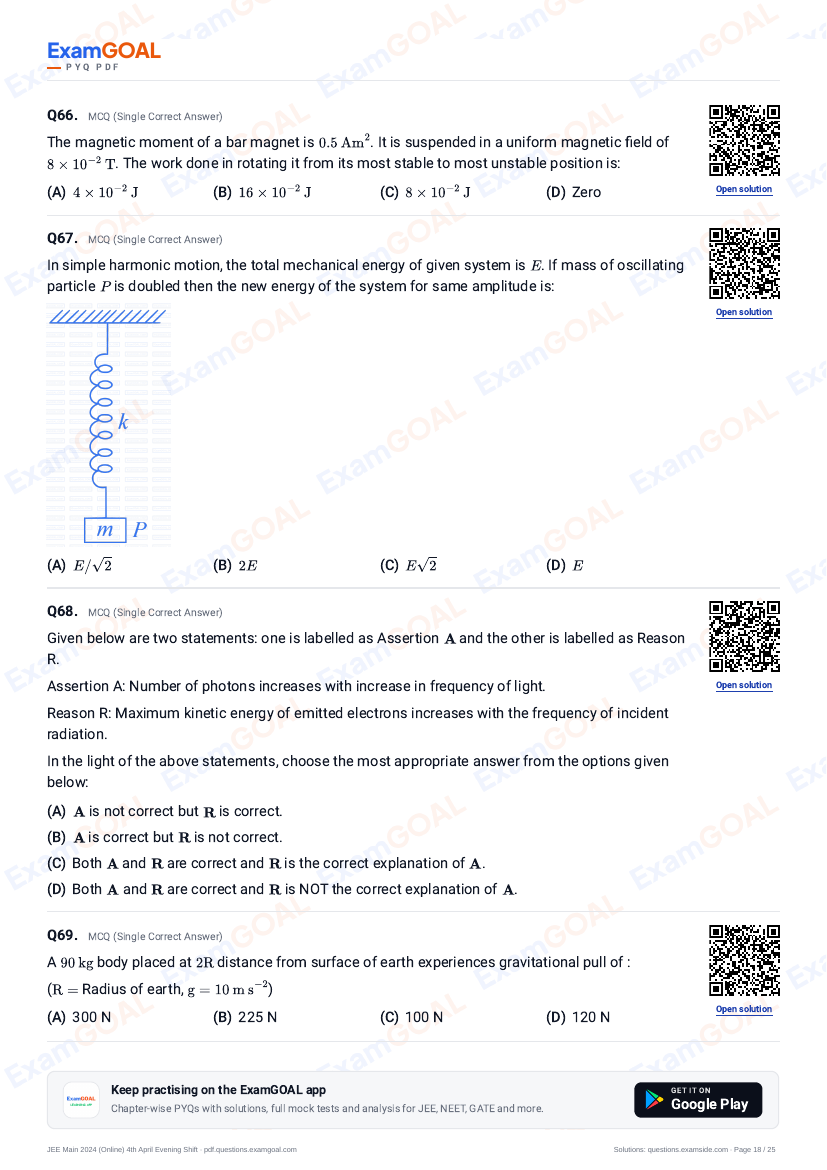 ExamGOAL
PYQ PDF
Q66. MCQ (Single Correct Answer)
The magnetic moment of a bar magnet is 0.5 Am². It is suspended in a uniform magnetic field of
8 × 10⁻² T. The work done in rotating it from its most stable to most unstable position is:
(A) 4 × 10⁻² J (B) 16 × 10⁻² J (C) 8 × 10⁻² J (D) Zero
Open solution
Q67. MCQ (Single Correct Answer)
In simple harmonic motion, the total mechanical energy of given system is E. If mass of oscillating
particle P is doubled then the new energy of the system for same amplitude is:
Open solution
k
m P
(A) E/√2 (B) 2E (C) E√2 (D) E
Q68. MCQ (Single Correct Answer)
Given below are two statements: one is labelled as Assertion A and the other is labelled as Reason
R.
Open solution
Assertion A: Number of photons increases with increase in frequency of light.
Reason R: Maximum kinetic energy of emitted electrons increases with the frequency of incident
radiation.
In the light of the above statements, choose the most appropriate answer from the options given
below:
(A) A is not correct but R is correct.
(B) A is correct but R is not correct.
(C) Both A and R are correct and R is the correct explanation of A.
(D) Both A and R are correct and R is NOT the correct explanation of A.
Q69. MCQ (Single Correct Answer)
A 90 kg body placed at 2R distance from surface of earth experiences gravitational pull of :
(R = Radius of earth, g = 10 m s⁻²)
(A) 300 N (B) 225 N (C) 100 N (D) 120 N
Open solution
ExamGOAL
Keep practising on the ExamGOAL app
Chapter-wise PYQs with solutions, full mock tests and analysis for JEE, NEET, GATE and more.
GET IT ON
Google Play
JEE Main 2024 (Online) 4th April Evening Shift · pdf.questions.examgoal.com Solutions: questions.examside.com · Page 18 / 25